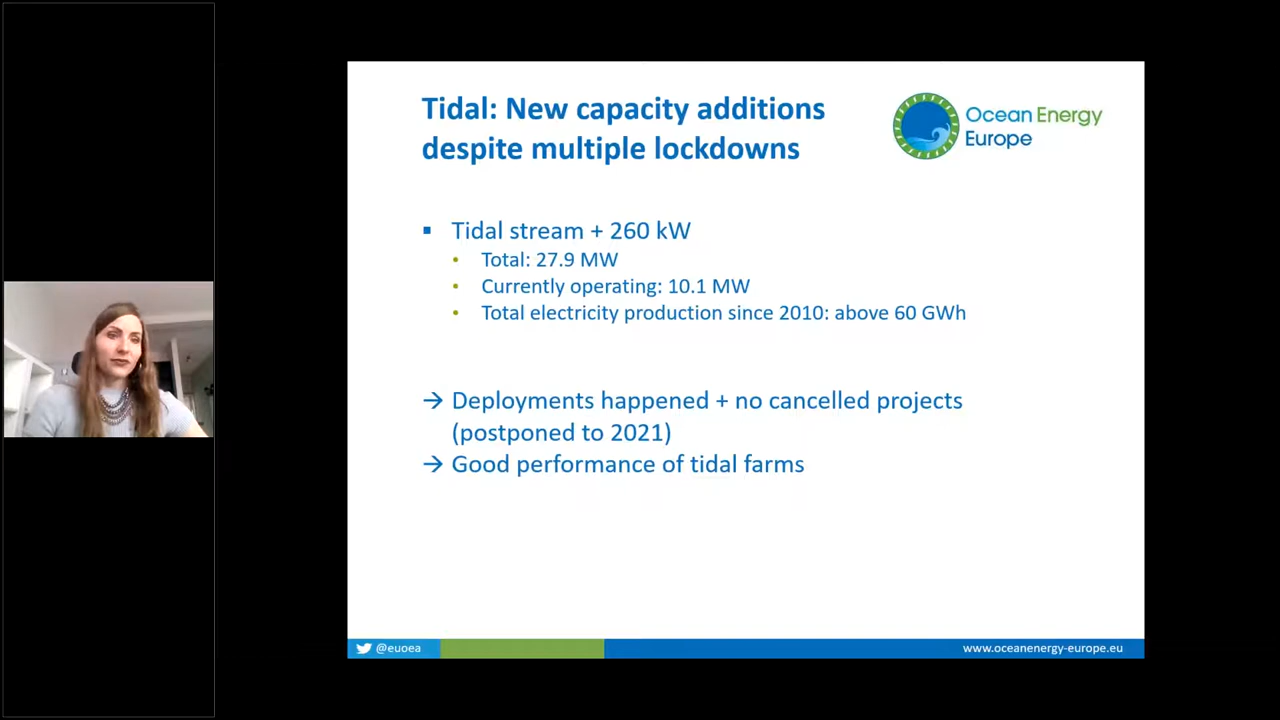 Tidal: New capacity additions
despite multiple lockdowns
Ocean Energy
Europe
▪ Tidal stream + 260 kW
• Total: 27.9 MW
• Currently operating: 10.1 MW
• Total electricity production since 2010: above 60 GWh
→ Deployments happened + no cancelled projects
(postponed to 2021)
→ Good performance of tidal farms
@euoea
www.oceanenergy-europe.eu